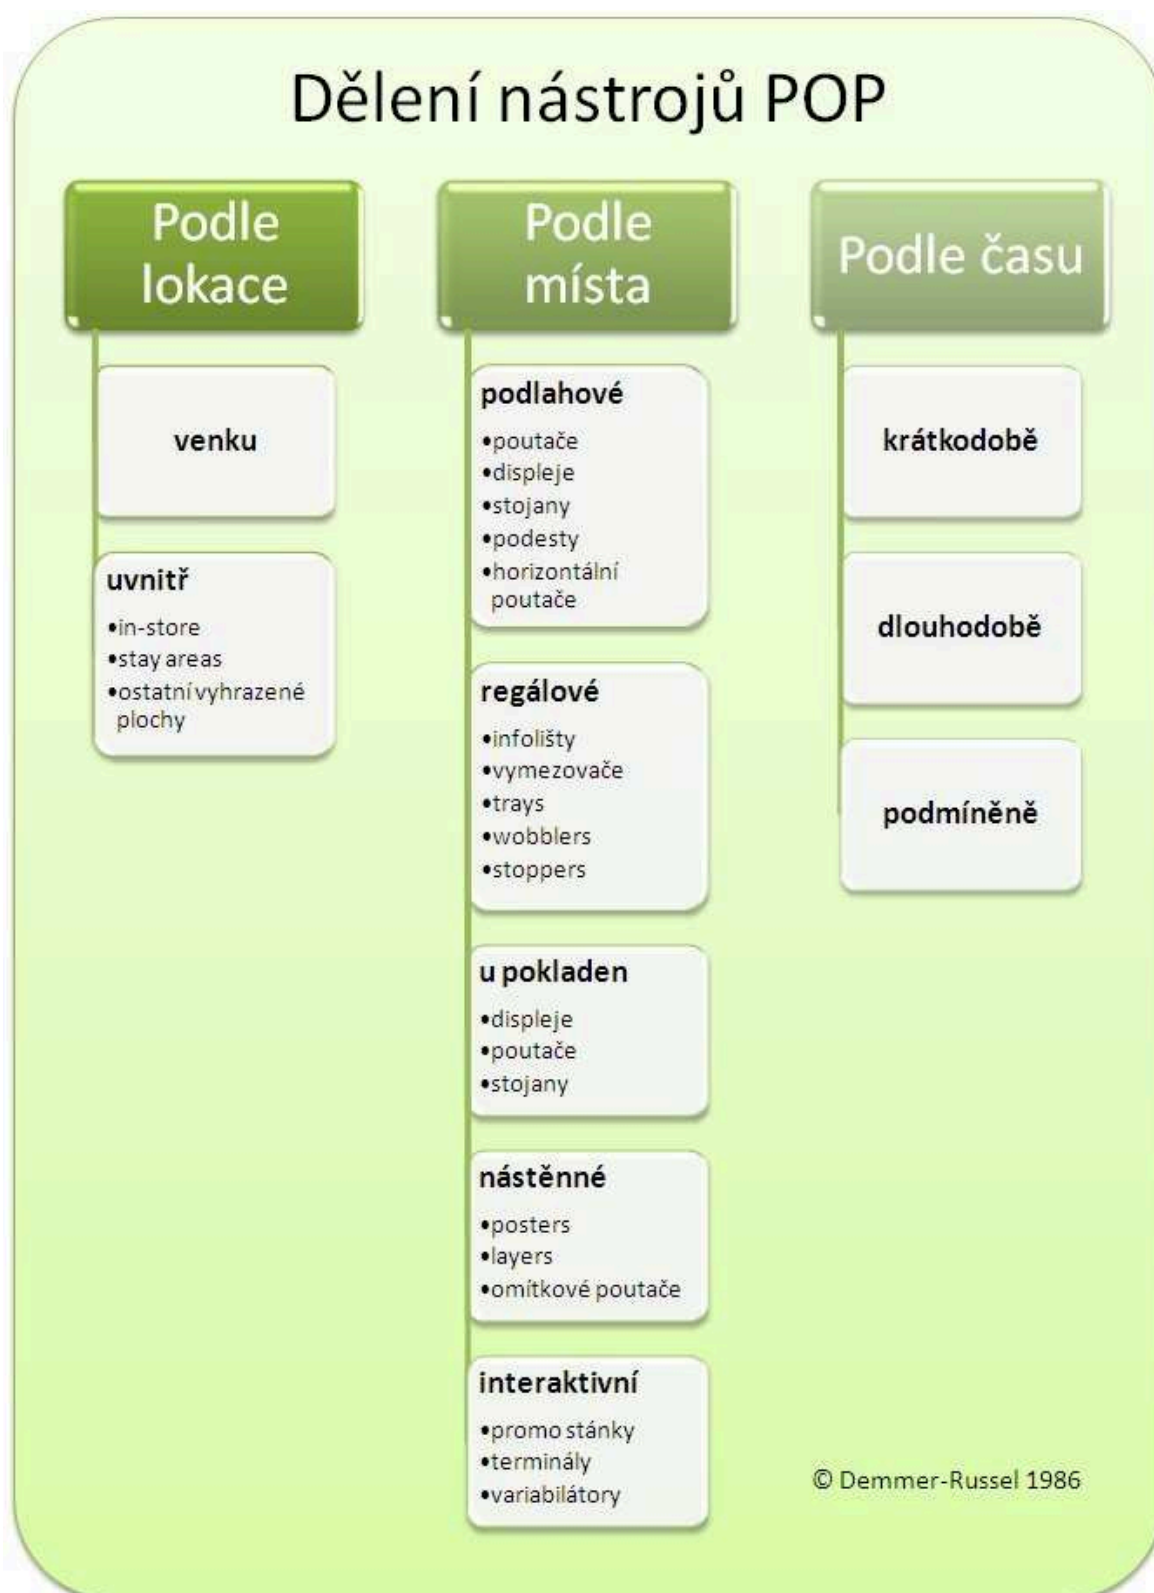 Dělení nástrojů POP
Podle
lokace
venku
uvnitř
•in-store
•stay areas
•ostatní vyhrazené
plochy
Podle
místa
podlahové
•poutače
•displeje
•stojany
•podesty
•horizontální
poutače
regálové
•infolišty
•vymezovače
•trays
•wobblers
•stoppers
u pokladen
•displeje
•poutače
•stojany
nástěnné
•posters
•layers
•omítkové poutače
interaktivní
•promo stánky
•terminály
•variabilátory
Podle času
krátkodobě
dlouhodobě
podmíněně
© Demmer-Russel 1986